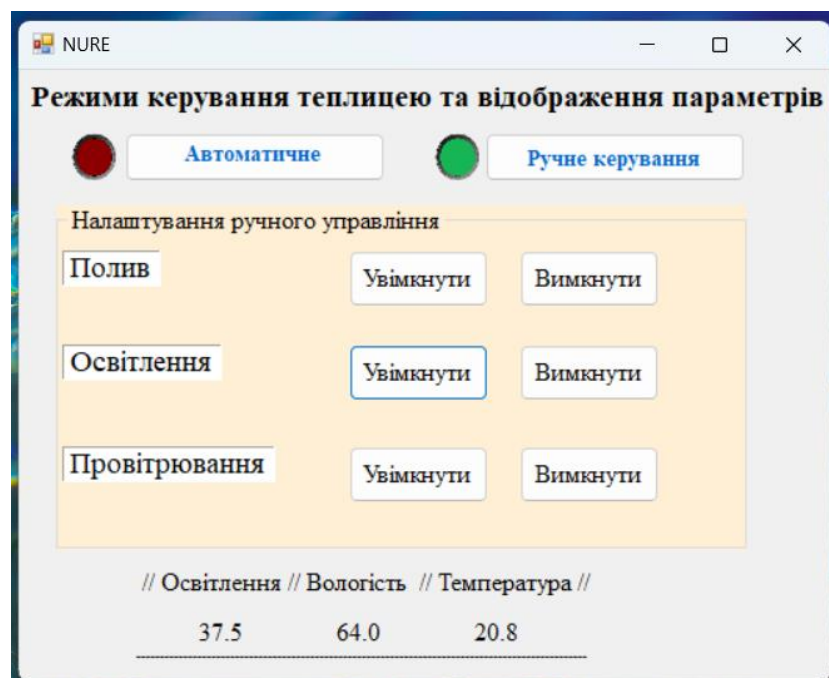 NURE
Режими керування теплицею та відображення параметрів
Автоматичне Ручне керування
Налаштування ручного управління
Полив Увімкнути Вимкнути
Освітлення Увімкнути Вимкнути
Провітрювання Увімкнути Вимкнути
// Освітлення // Вологість // Температура //
37.5 64.0 20.8